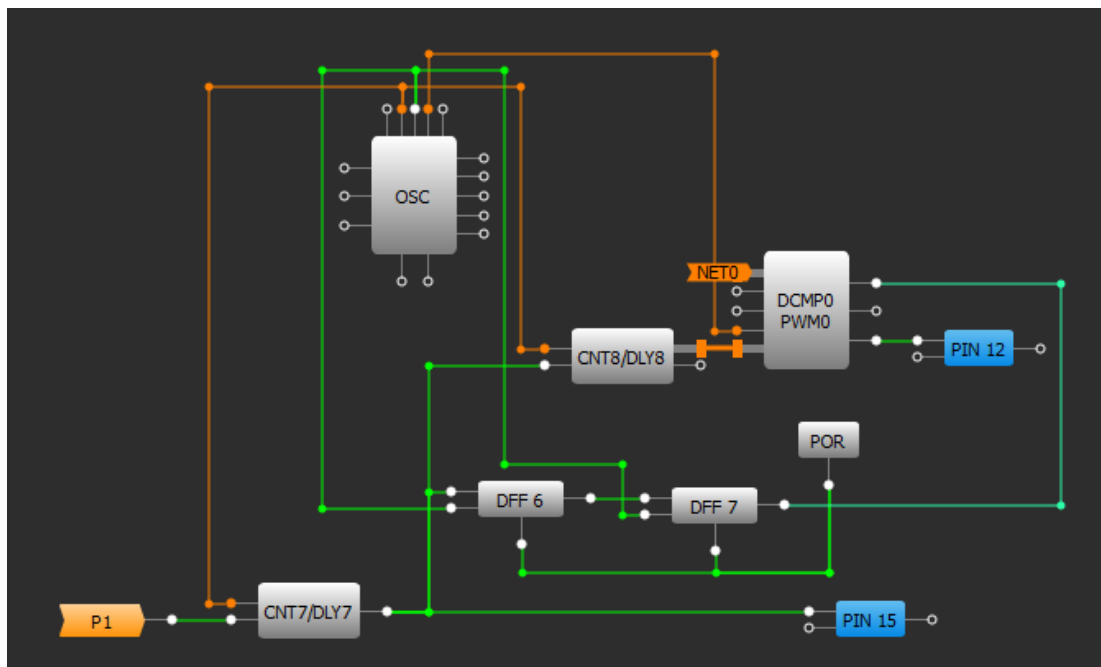 OSC
NET0
DCMP0
PWM0
CNT8/DLY8
PIN 12
POR
DFF 6
DFF 7
CNT7/DLY7
P1
PIN 15